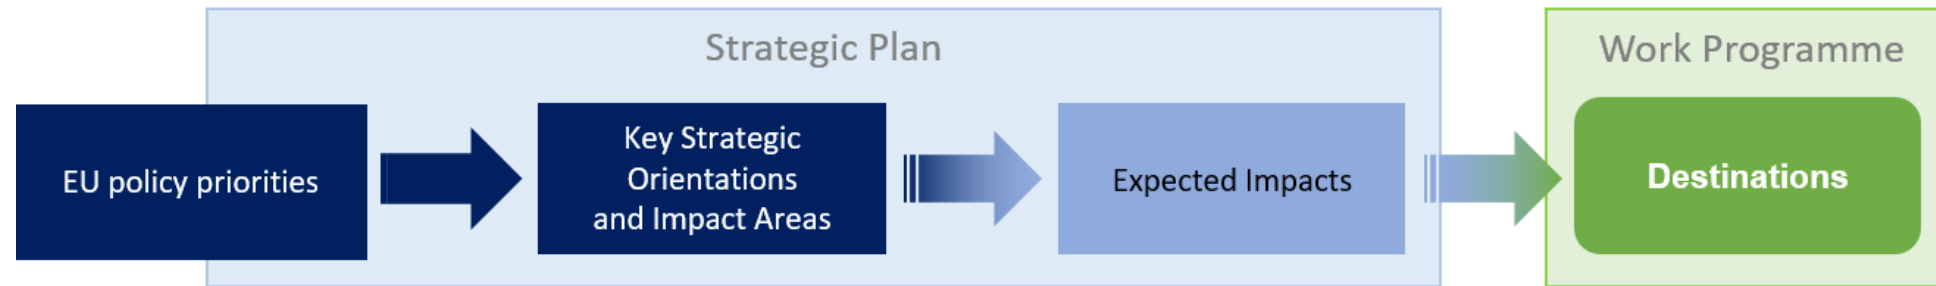 Strategic Plan
Work Programme
EU policy priorities
Key Strategic
Orientations
and Impact Areas
Expected Impacts
Destinations